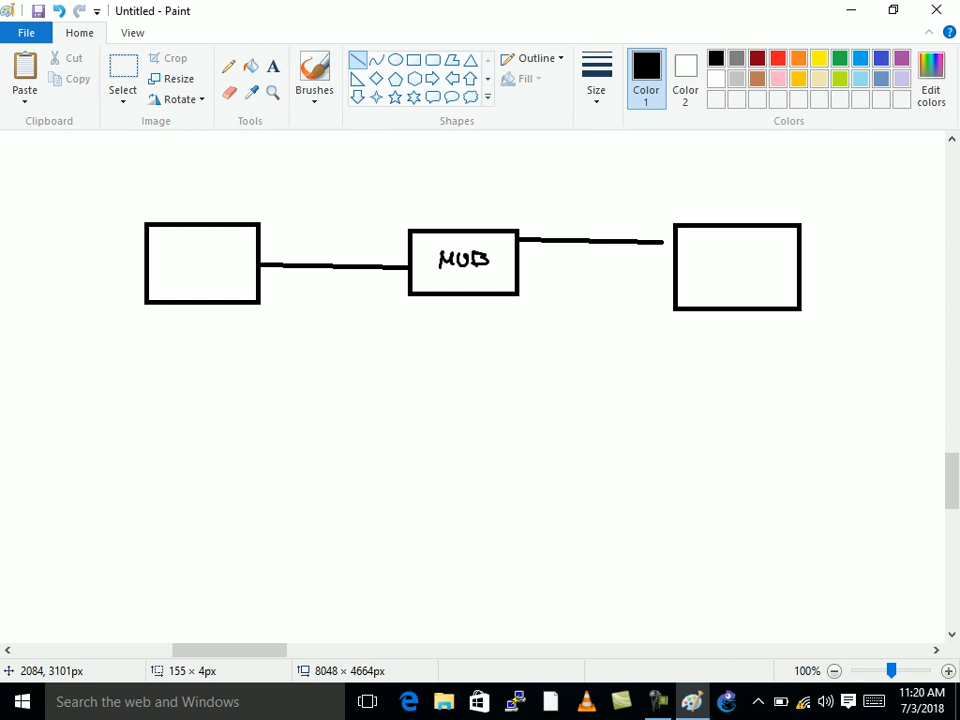 Untitled - Paint
File
Home
View
Paste
Cut
Copy
Clipboard
Select
Crop
Resize
Rotate
Image
Tools
Brushes
Shapes
Outline
Fill
Size
Color
1
Color
2
Colors
Edit
colors
MUB
2084, 3101px
155 × 4px
8048 × 4664px
100%
Search the web and Windows
11:20 AM
7/3/2018